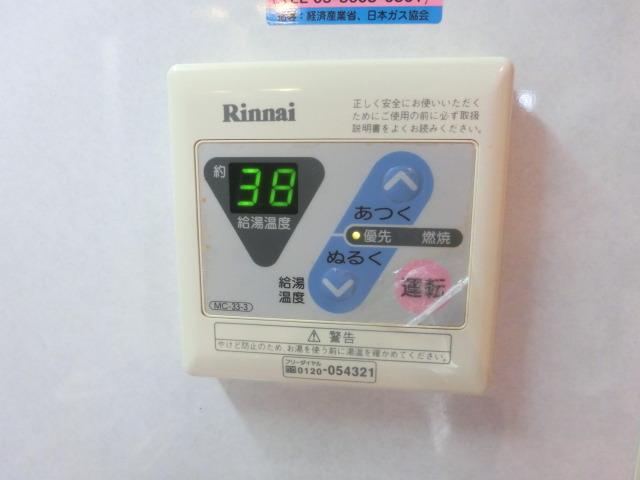 指導：経済産業省、日本ガス協会
Rinnai
正しく安全にお使いいただく
ためにご使用の前に必ず取扱
説明書をよくお読みください。
約 38
給湯温度
あつく
優先 燃焼
ぬるく
給湯
温度
運転
MC-33-3
⚠ 警告
やけど防止のため、お湯を使う前に湯温を確かめてください。
フリーダイヤル
0120-054321